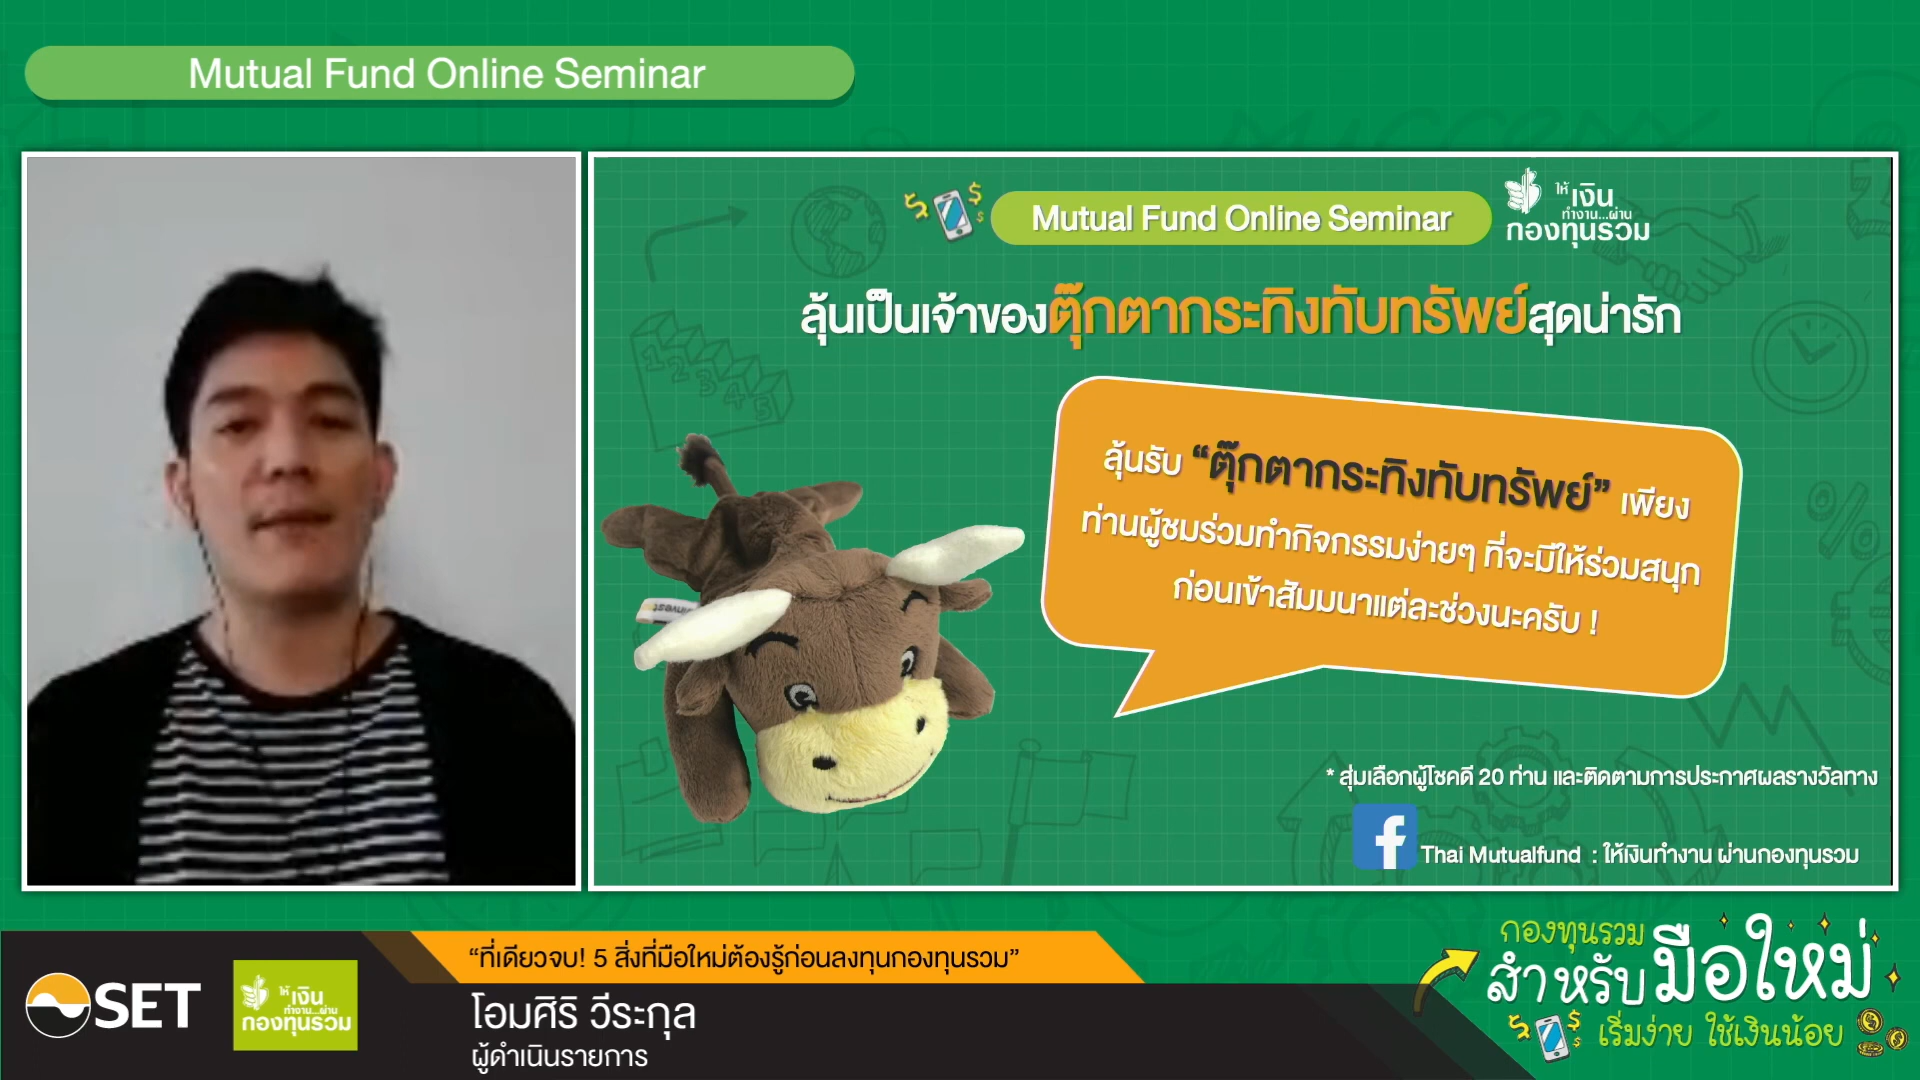 Mutual Fund Online Seminar
Mutual Fund Online Seminar
ให้เงิน
ทำงาน...ผ่าน
กองทุนรวม
ลุ้นเป็นเจ้าของตุ๊กตากระทิงทับทรัพย์สุดน่ารัก
ลุ้นรับ “ตุ๊กตากระทิงทับทรัพย์” เพียง
ท่านผู้ชมร่วมทำกิจกรรมง่ายๆ ที่จะมีให้ร่วมสนุก
ก่อนเข้าสัมมนาแต่ละช่วงนะครับ !
* สุ่มเลือกผู้โชคดี 20 ท่าน และติดตามการประกาศผลรางวัลทาง
Thai Mutualfund : ให้เงินทำงาน ผ่านกองทุนรวม
SET
ให้เงิน
ทำงาน...ผ่าน
กองทุนรวม
“ที่เดียวจบ! 5 สิ่งที่มือใหม่ต้องรู้ก่อนลงทุนกองทุนรวม”
โอมศิริ วีระกุล
ผู้ดำเนินรายการ
กองทุนรวม
สำหรับมือใหม่
เริ่มง่าย ใช้เงินน้อย